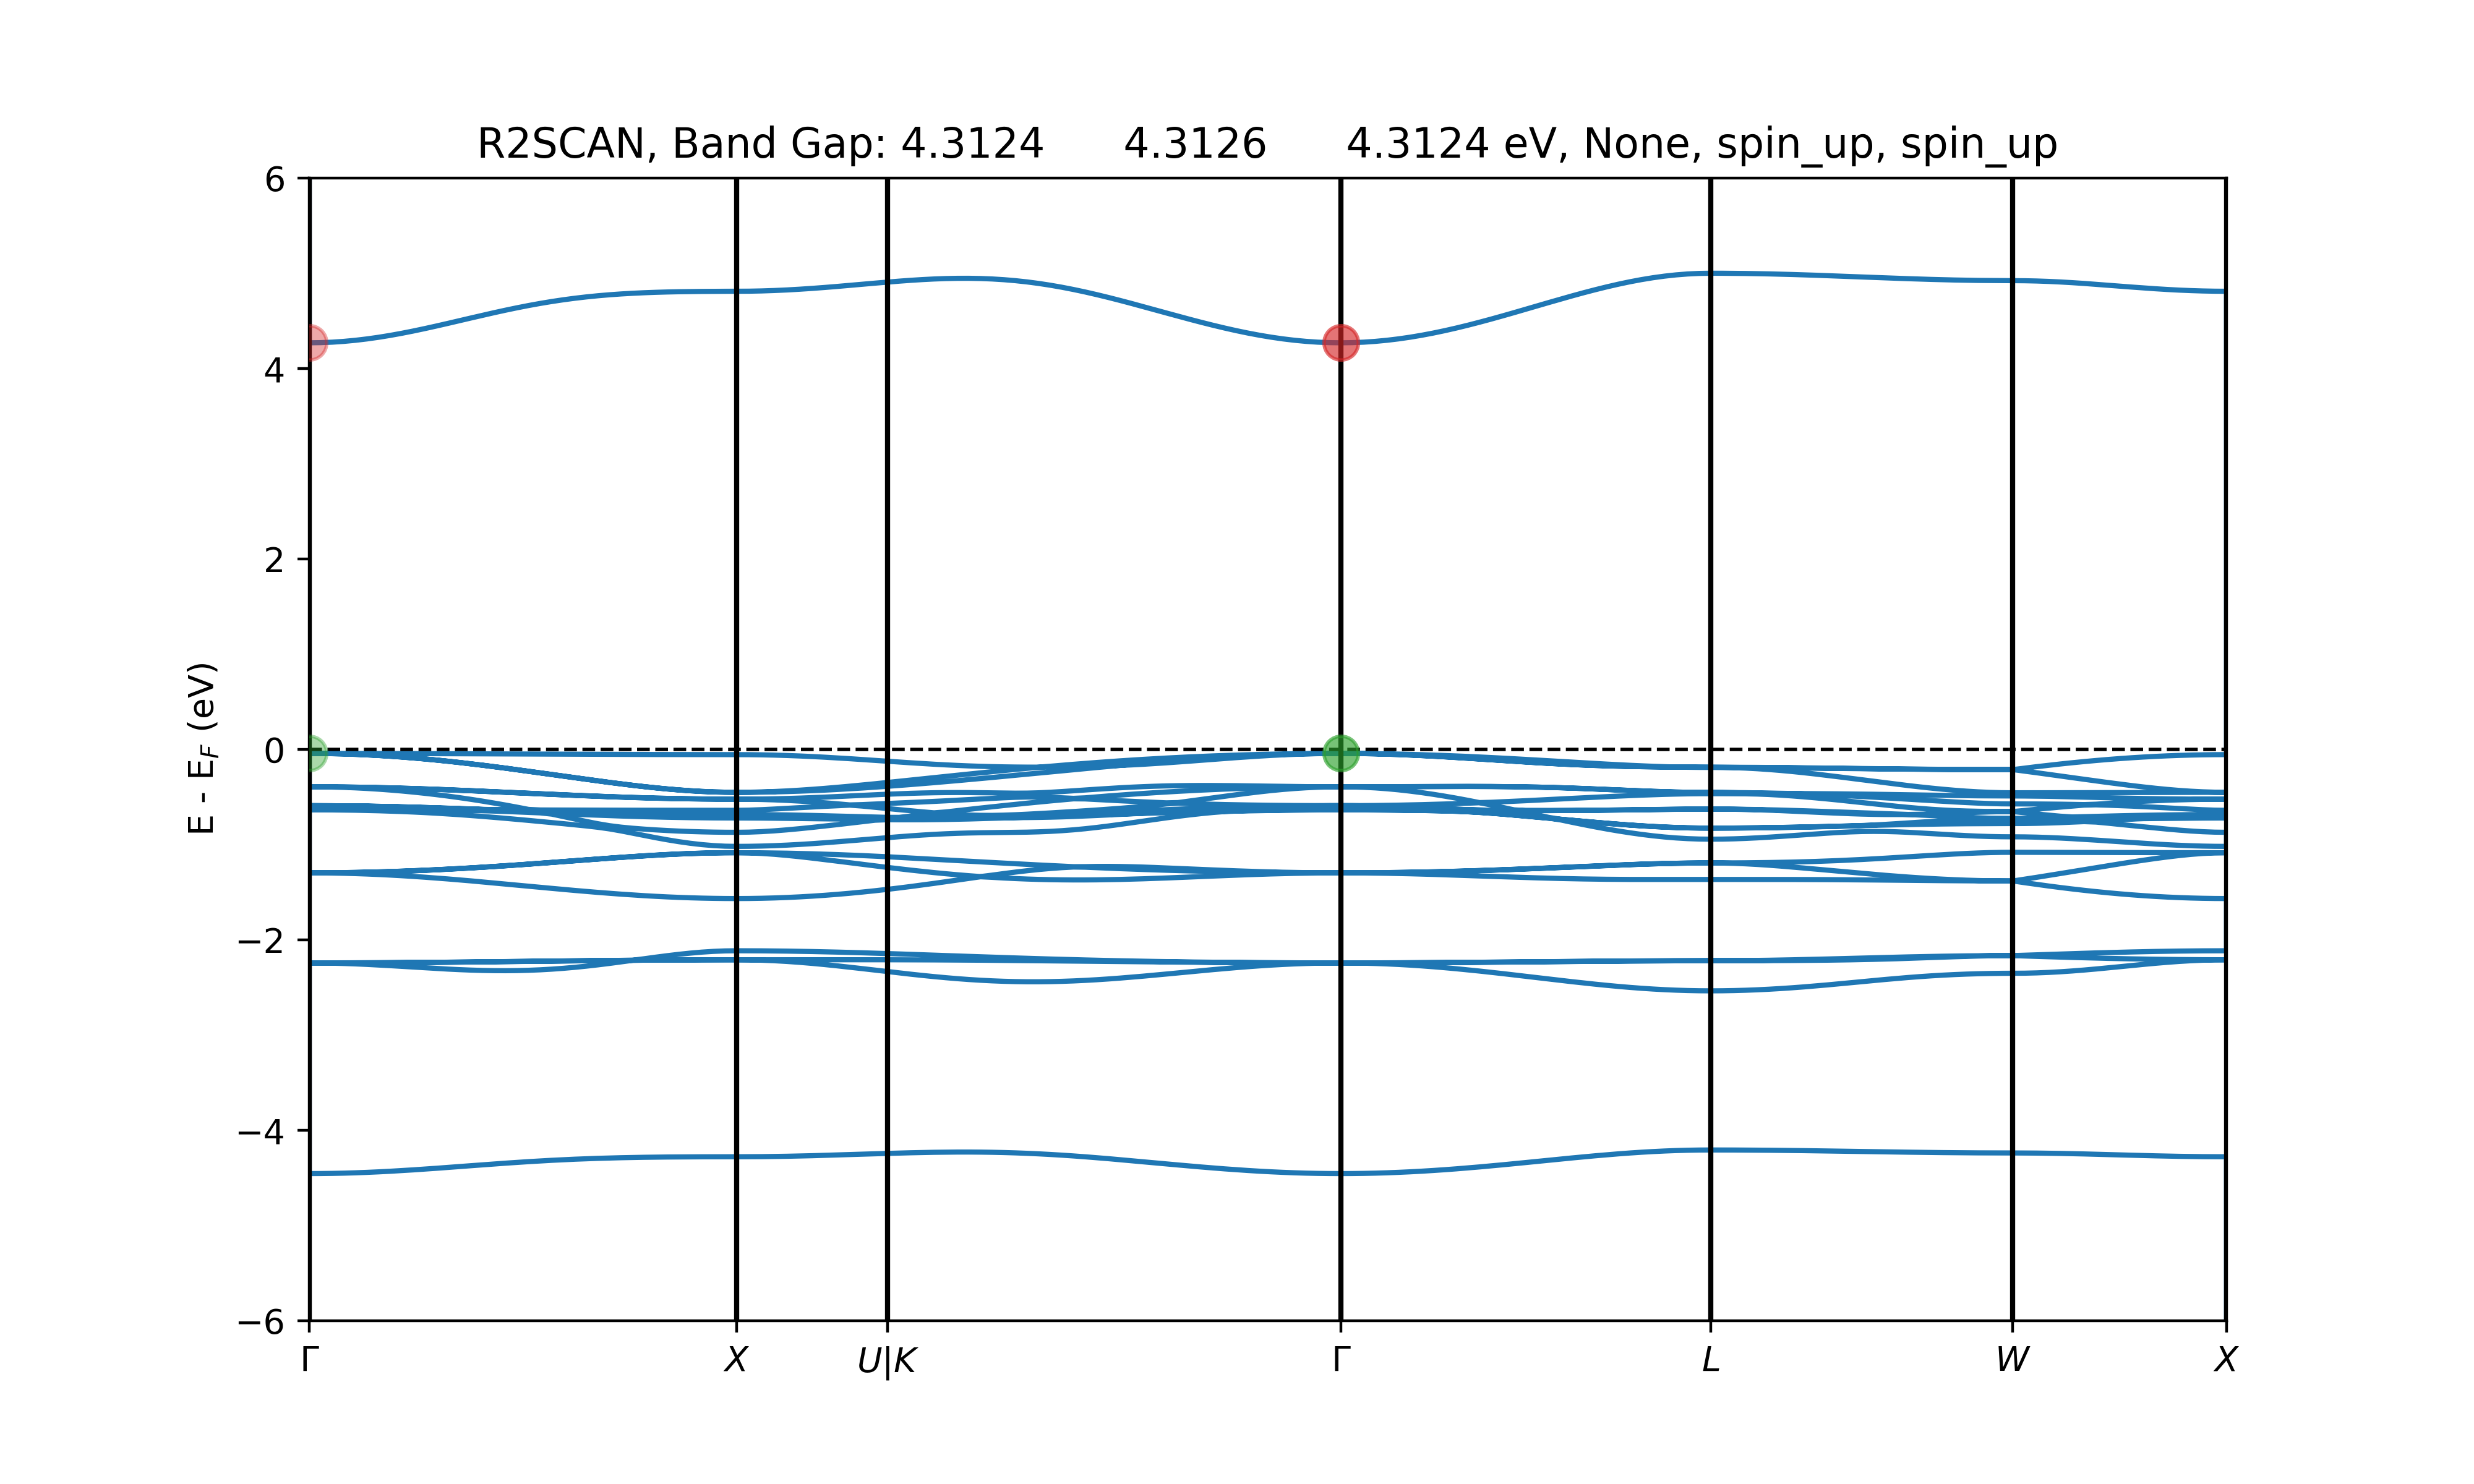 R2SCAN, Band Gap: 4.3124 4.3126 4.3124 eV, None, spin_up, spin_up
E - E_F (eV)
6
4
2
0
−2
−4
−6
Γ X U|K Γ L W X